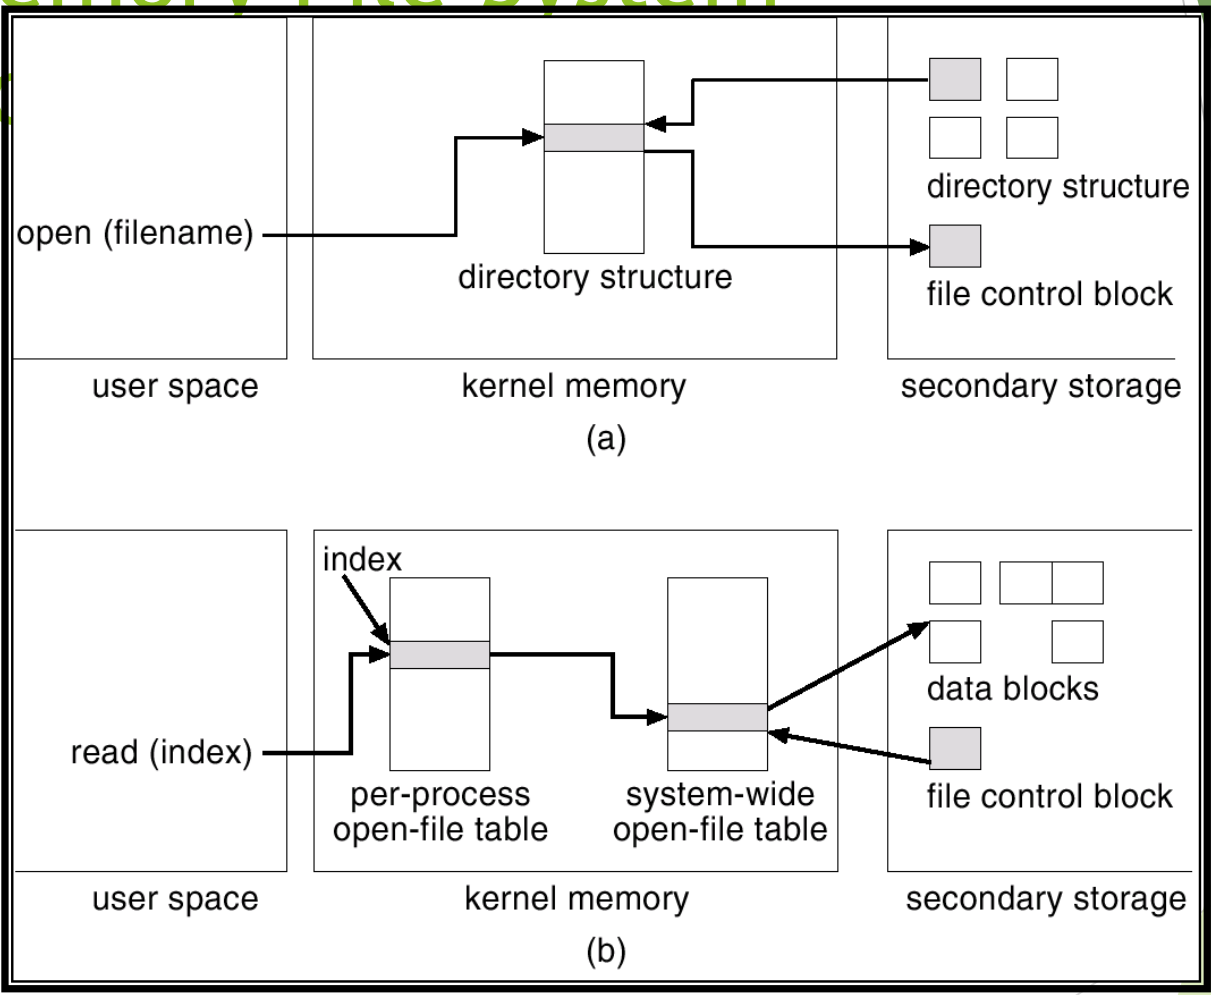 directory structure
open (filename)
directory structure
file control block
user space
kernel memory
secondary storage
(a)
index
data blocks
read (index)
per-process
open-file table
system-wide
open-file table
file control block
user space
kernel memory
secondary storage
(b)